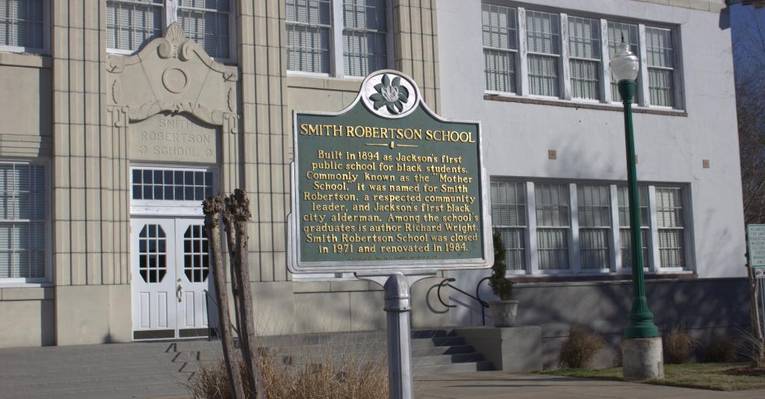 SMITH
ROBERTSON
SCHOOL
SMITH ROBERTSON SCHOOL
Built in 1894 as Jackson's first
public school for black students.
Commonly known as the "Mother
School," it was named for Smith
Robertson, a respected community
leader, and Jackson's first black
city alderman. Among the school's
graduates is author Richard Wright.
Smith Robertson School was closed
in 1971 and renovated in 1984.